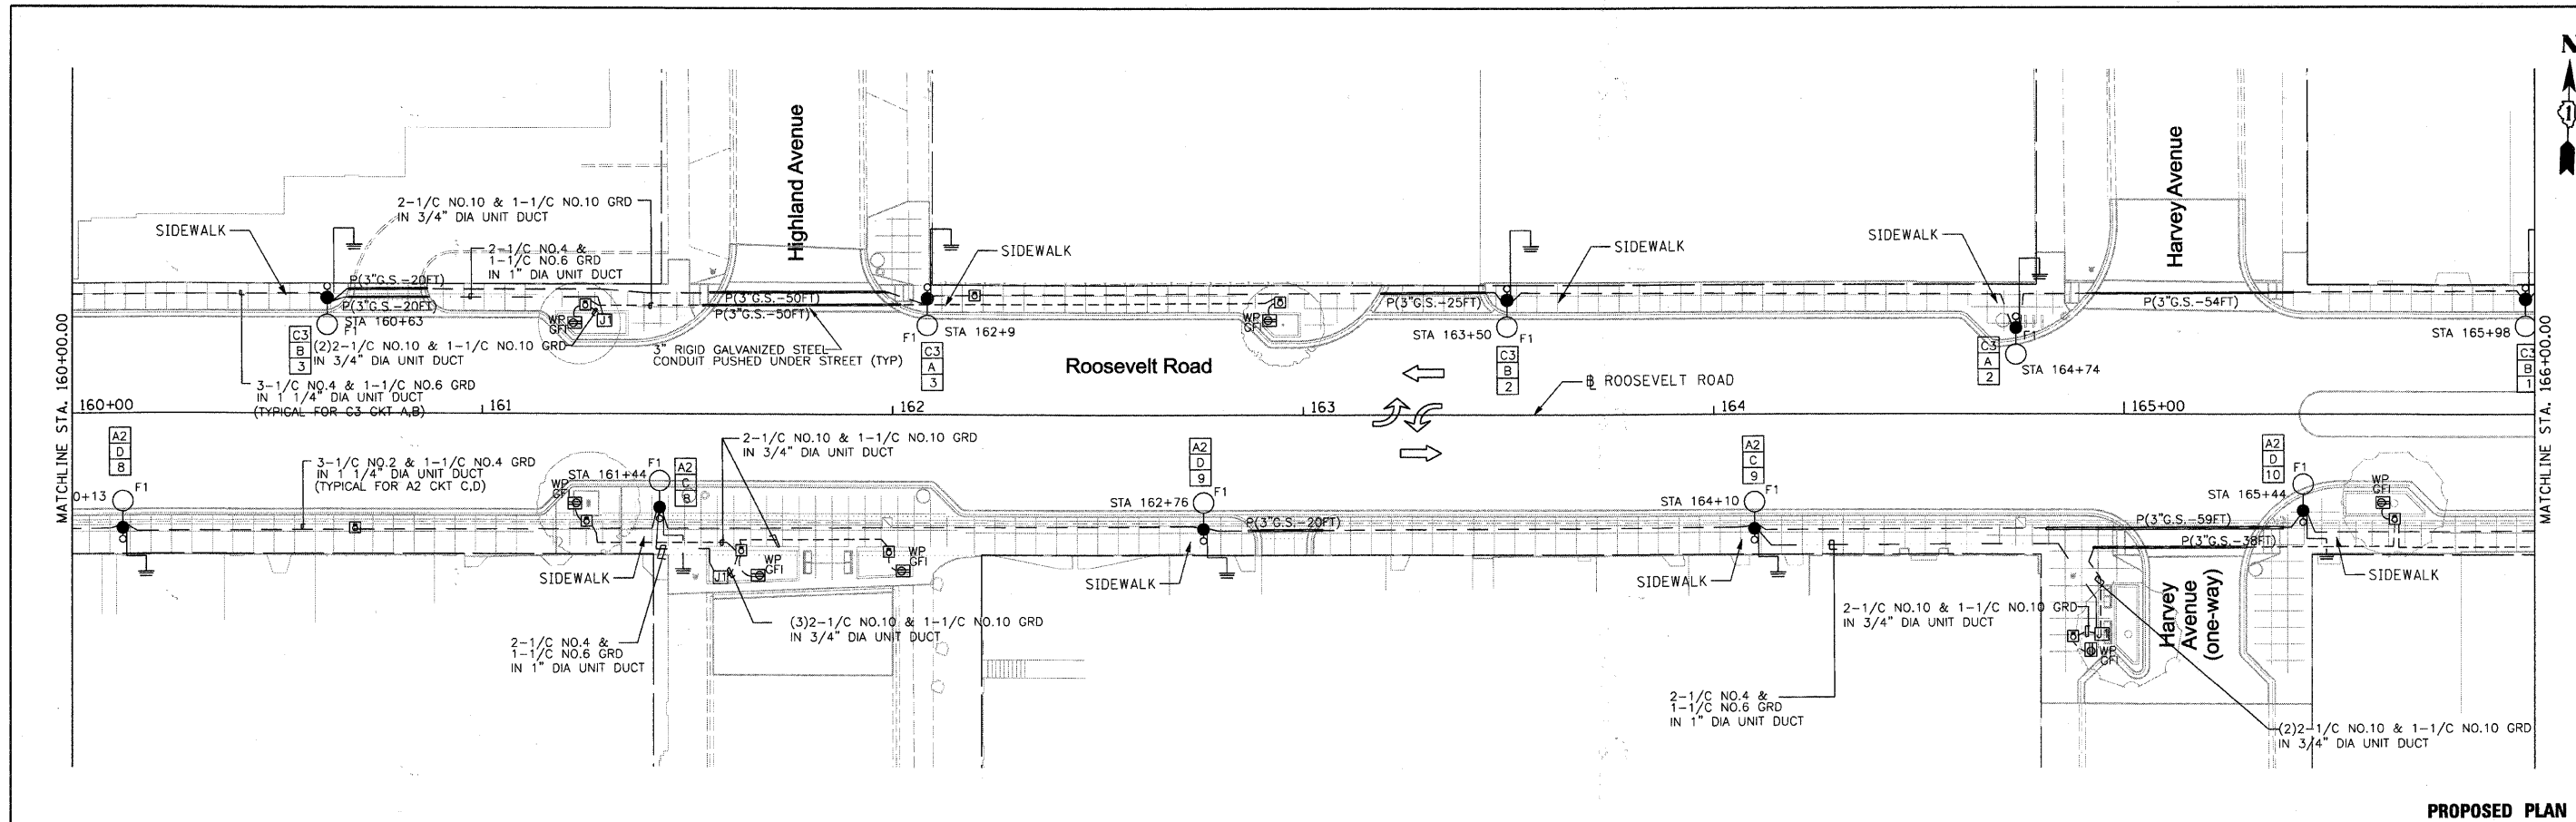 N
Highland Avenue
Harvey Avenue
2-1/C NO.10 & 1-1/C NO.10 GRD
IN 3/4" DIA UNIT DUCT
SIDEWALK
2-1/C NO.4 &
1-1/C NO.6 GRD
IN 1" DIA UNIT DUCT
SIDEWALK
SIDEWALK
SIDEWALK
P(3"G.S.-20FT)
P(3"G.S.-20FT)
P(3"G.S.-50FT)
P(3"G.S.-50FT)
P(3"G.S.-25FT)
P(3"G.S.-54FT)
WP
GFI
J1
WP
GFI
F1
STA 160+63
F1
STA 162+9
STA 163+50
F1
F1
STA 164+74
STA 165+98
C3
B
3
(2)2-1/C NO.10 & 1-1/C NO.10 GRD
IN 3/4" DIA UNIT DUCT
3" RIGID GALVANIZED STEEL
CONDUIT PUSHED UNDER STREET (TYP)
C3
A
3
C3
B
2
C3
A
2
C3
B
1
Roosevelt Road
3-1/C NO.4 & 1-1/C NO.6 GRD
IN 1 1/4" DIA UNIT DUCT
(TYPICAL FOR C3 CKT A,B)
℄ ROOSEVELT ROAD
MATCHLINE STA. 160+00.00
160+00
161
162
163
164
165+00
MATCHLINE STA. 166+00.00
A2
D
8
3-1/C NO.2 & 1-1/C NO.4 GRD
IN 1 1/4" DIA UNIT DUCT
(TYPICAL FOR A2 CKT C,D)
0+13
F1
STA 161+44
F1
A2
C
8
2-1/C NO.10 & 1-1/C NO.10 GRD
IN 3/4" DIA UNIT DUCT
A2
D
9
STA 162+76
F1
A2
C
9
STA 164+10
F1
A2
D
10
STA 165+44
F1
WP
GFI
WP
GFI
P(3"G.S.-20FT)
P(3"G.S.-59FT)
P(3"G.S.-38FT)
SIDEWALK
J1
WP
GFI
WP
GFI
SIDEWALK
SIDEWALK
SIDEWALK
2-1/C NO.4 &
1-1/C NO.6 GRD
IN 1" DIA UNIT DUCT
(3)2-1/C NO.10 & 1-1/C NO.10 GRD
IN 3/4" DIA UNIT DUCT
2-1/C NO.10 & 1-1/C NO.10 GRD
IN 3/4" DIA UNIT DUCT
J1
WP
GFI
Harvey
Avenue
(one-way)
2-1/C NO.4 &
1-1/C NO.6 GRD
IN 1" DIA UNIT DUCT
(2)2-1/C NO.10 & 1-1/C NO.10 GRD
IN 3/4" DIA UNIT DUCT
PROPOSED PLAN